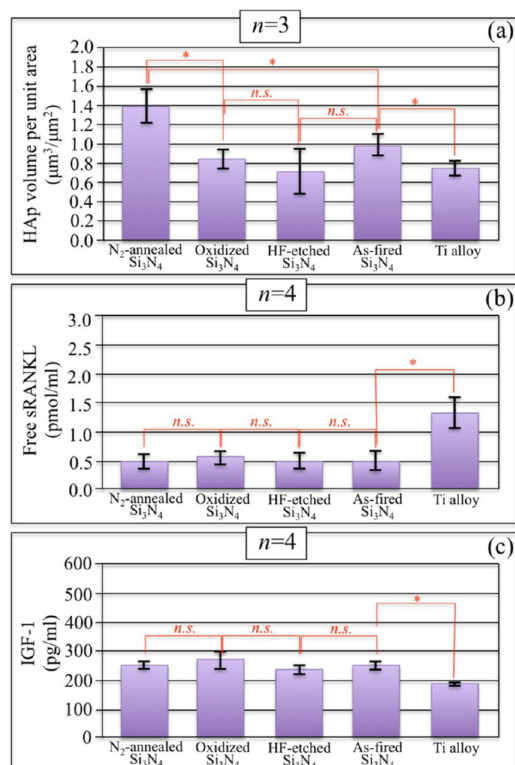 n=3
(a)
HAp volume per unit area
(μm³/μm²)
2.0
1.8
1.6
1.4
1.2
1.0
0.8
0.6
0.4
0.2
0.0
*
*
n.s.
n.s.
*
N₂-annealed Oxidized HF-etched As-fired Ti alloy
Si₃N₄ Si₃N₄ Si₃N₄ Si₃N₄
n=4
(b)
Free sRANKL
(pmol/ml)
3.0
2.5
2.0
1.5
1.0
0.5
0.0
*
n.s. n.s. n.s.
N₂-annealed Oxidized HF-etched As-fired Ti alloy
Si₃N₄ Si₃N₄ Si₃N₄ Si₃N₄
n=4
(c)
IGF-1
(pg/ml)
600
500
400
300
200
100
0
*
n.s. n.s. n.s.
N₂-annealed Oxidized HF-etched As-fired Ti alloy
Si₃N₄ Si₃N₄ Si₃N₄ Si₃N₄